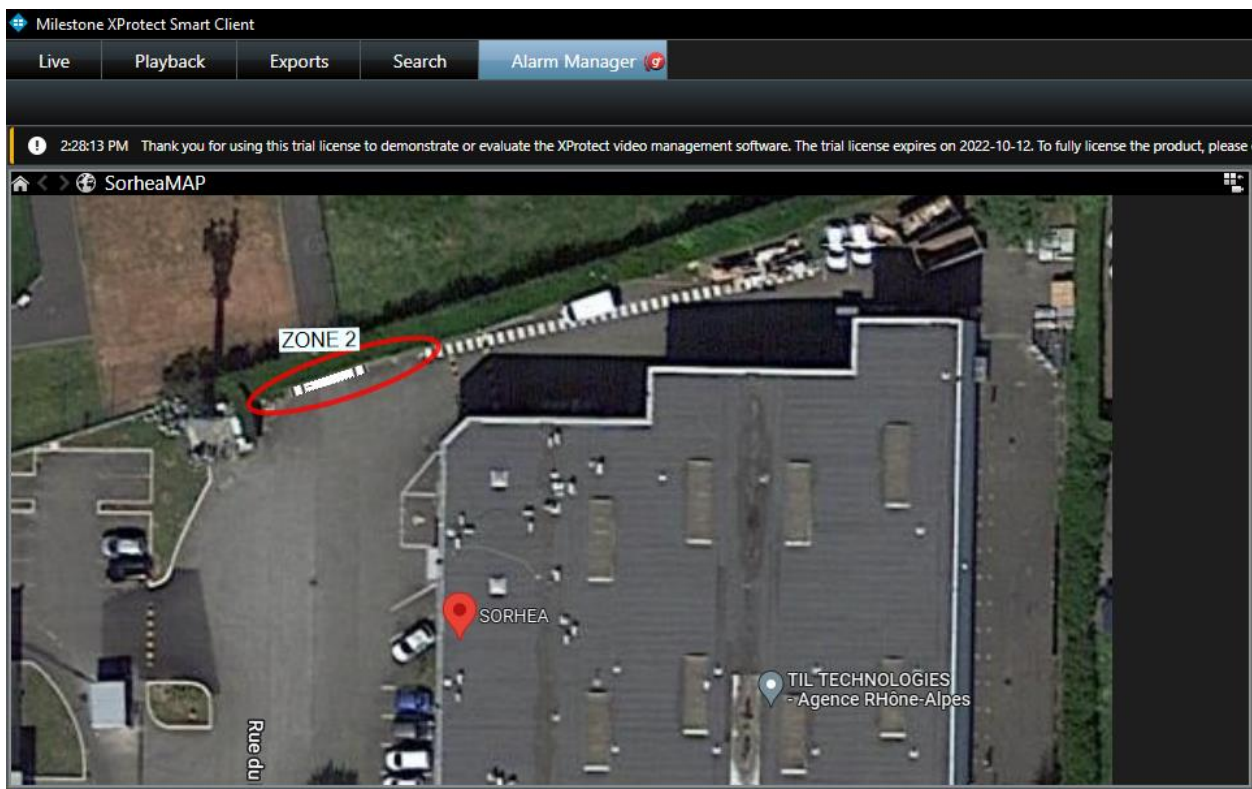 Milestone XProtect Smart Client
Live Playback Exports Search Alarm Manager 9
2:28:13 PM Thank you for using this trial license to demonstrate or evaluate the XProtect video management software. The trial license expires on 2022-10-12. To fully license the product, please
SorheaMAP
ZONE 2
SORHEA
TIL TECHNOLOGIES
- Agence RHône-Alpes
Rue du